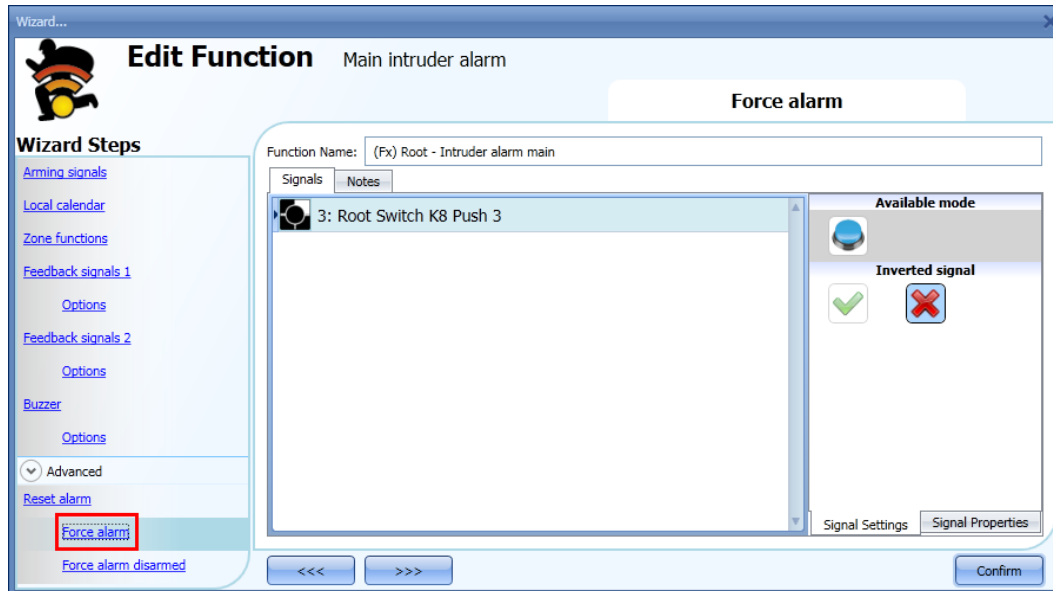 Wizard...
Edit Function Main intruder alarm
Force alarm
Wizard Steps
Arming signals
Local calendar
Zone functions
Feedback signals 1
Options
Feedback signals 2
Options
Buzzer
Options
Advanced
Reset alarm
Force alarm
Force alarm disarmed
Function Name: (Fx) Root - Intruder alarm main
Signals Notes
3: Root Switch K8 Push 3
Available mode
Inverted signal
Signal Settings Signal Properties
<<< >>> Confirm